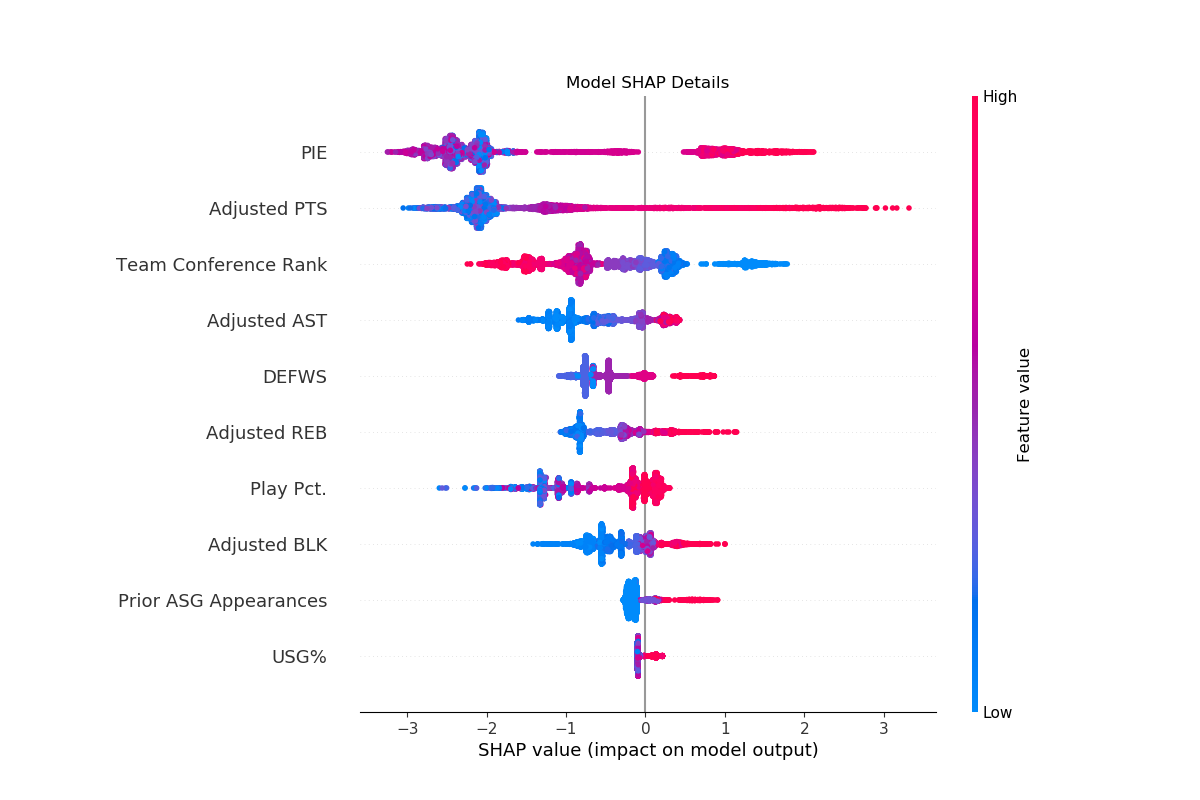 Model SHAP Details
High
PIE
Adjusted PTS
Team Conference Rank
Adjusted AST
DEFWS
Adjusted REB
Play Pct.
Adjusted BLK
Prior ASG Appearances
USG%
Feature value
Low
−3 −2 −1 0 1 2 3
SHAP value (impact on model output)